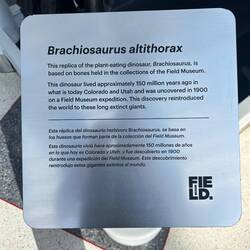 Brachiosaurus altithorax
This replica of the plant-eating dinosaur, Brachiosaurus, is
based on bones held in the collections of the Field Museum.
This dinosaur lived approximately 150 million years ago in
what is today Colorado and Utah and was uncovered in 1900
on a Field Museum expedition. This discovery reintroduced
the world to these long extinct giants.
Esta réplica del dinosaurio herbívoro Brachiosaurus, se basa en
los huesos que forman parte de la colección del Field Museum.
Este dinosaurio vivió hace aproximadamente 150 millones de años
en lo que hoy es Colorado y Utah, y fue descubierto en 1900
durante una expedición del Field Museum. Este descubrimiento
reintrodujo estos gigantes extintos al mundo.
FIE
LD.